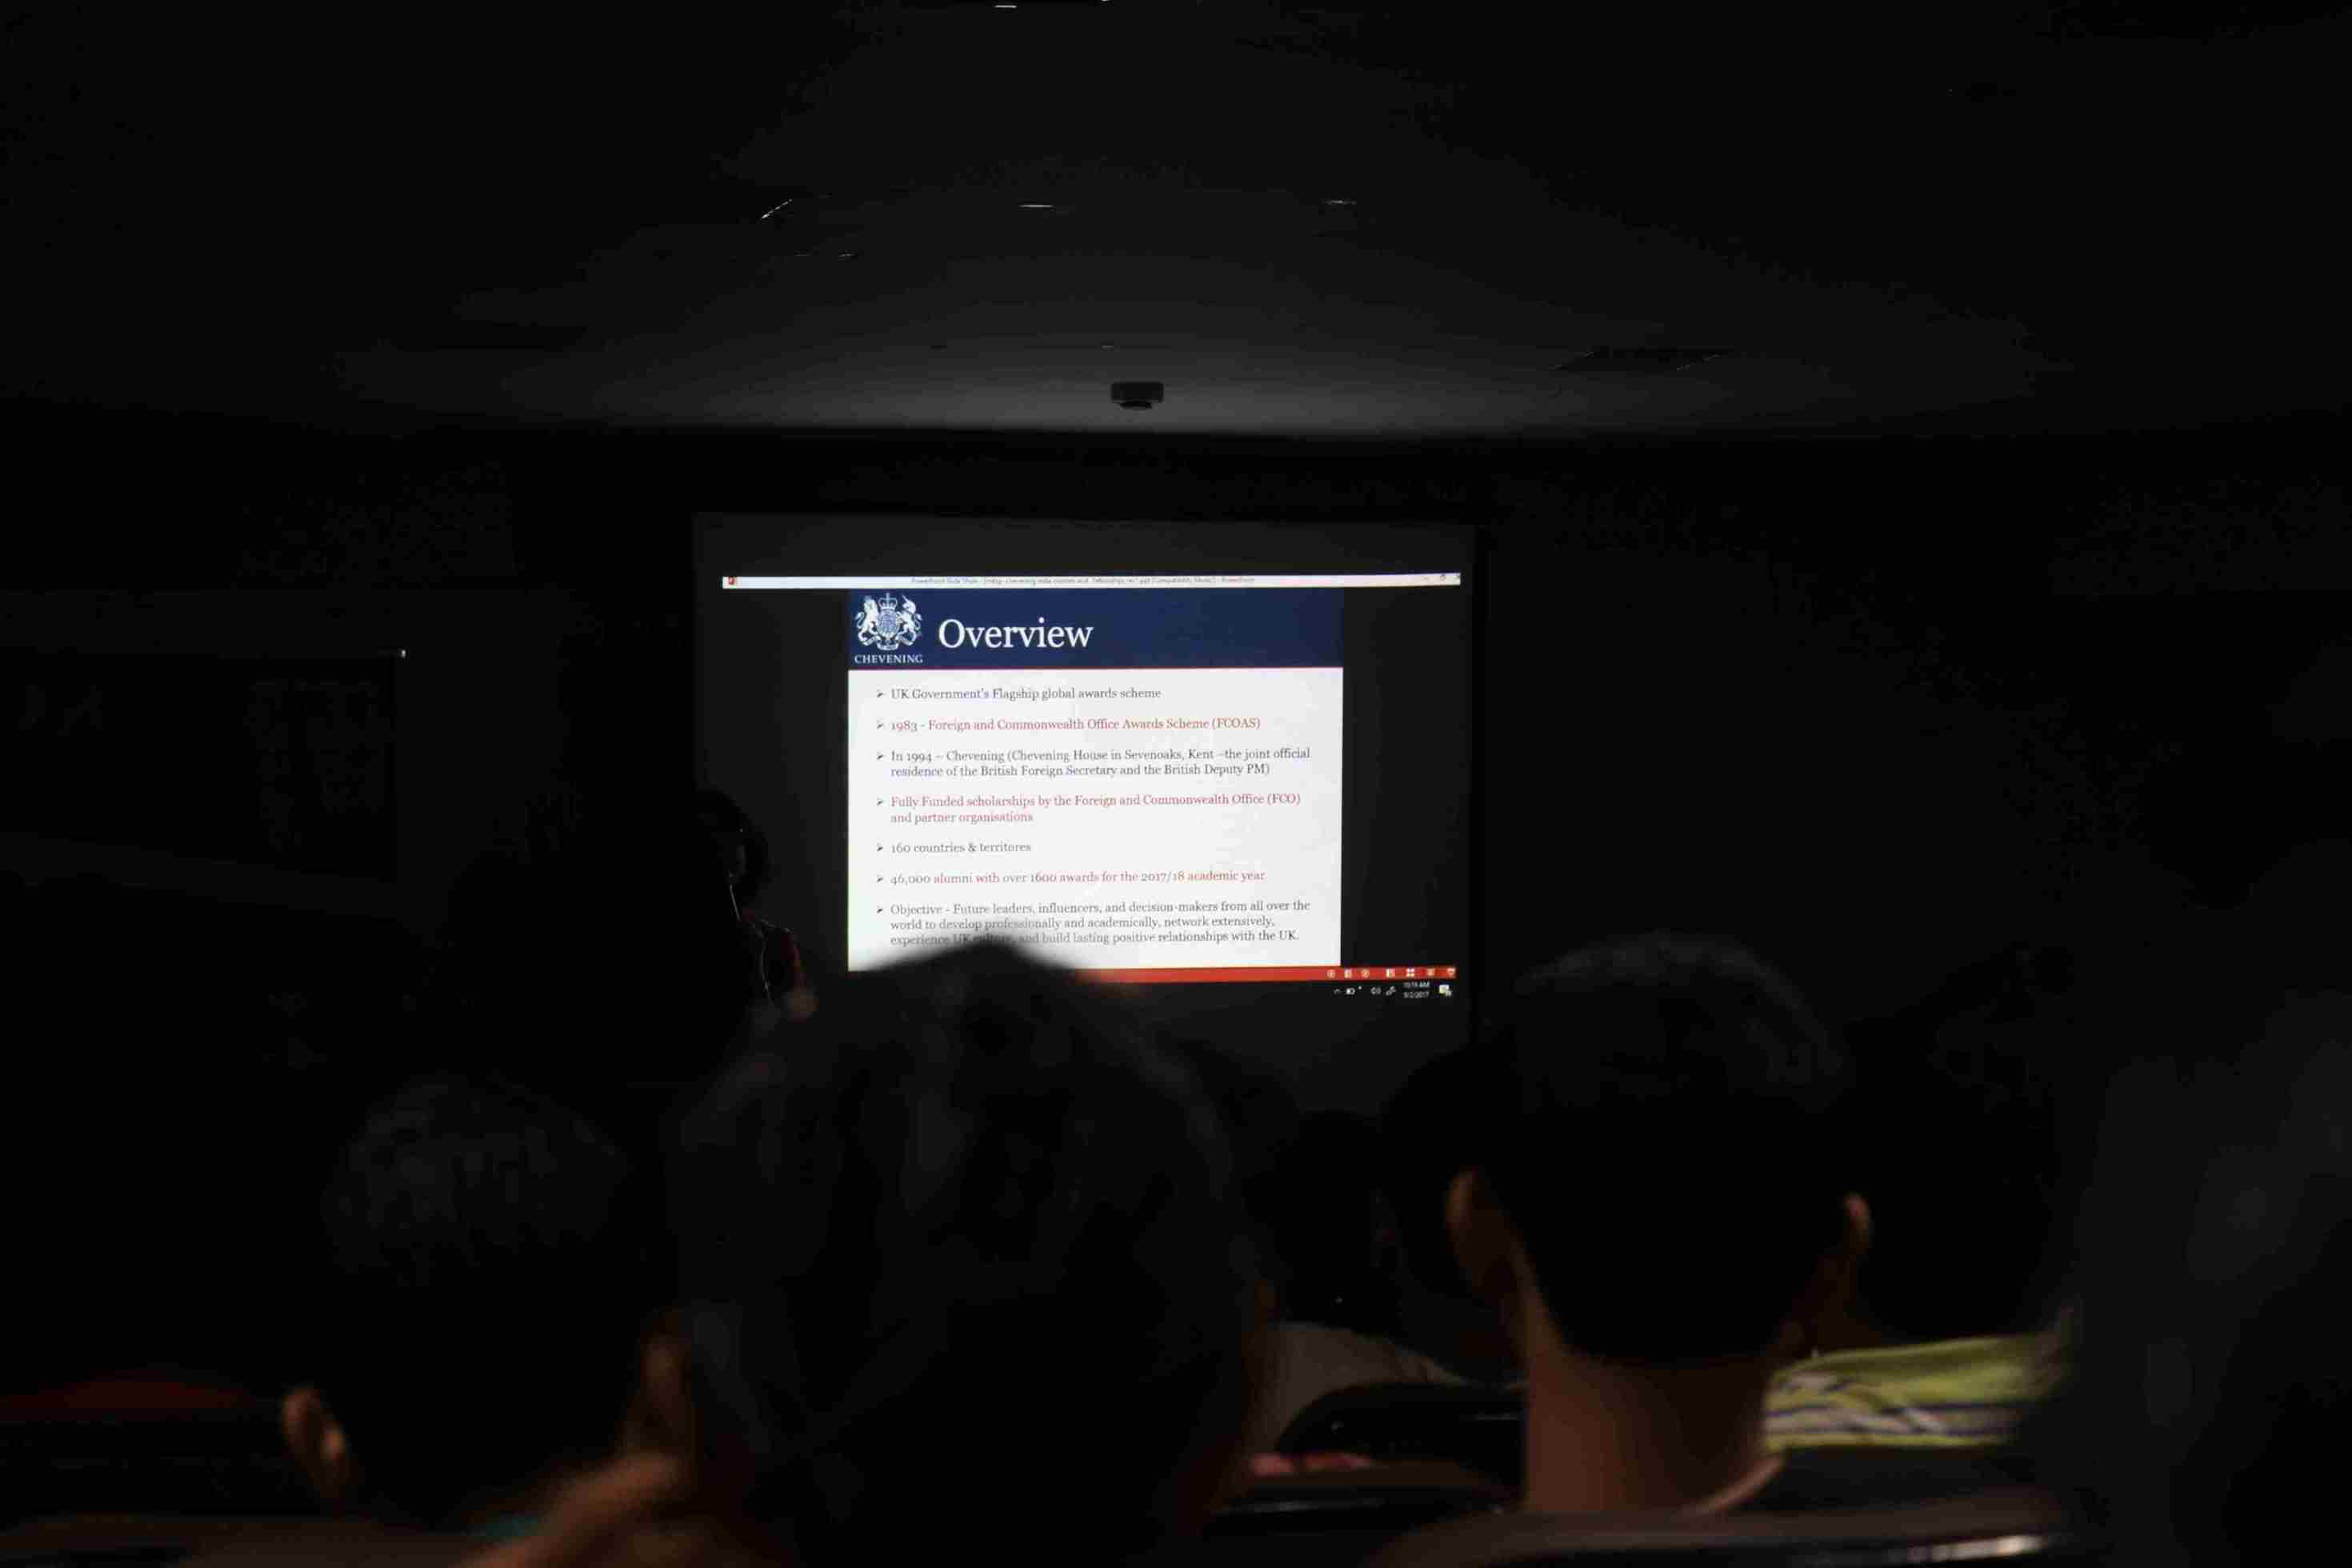 Overview
CHEVENING
➢ UK Government's Flagship global awards scheme
➢ 1983 - Foreign and Commonwealth Office Awards Scheme (FCOAS)
➢ In 1994 – Chevening (Chevening House in Sevenoaks, Kent –the joint official
residence of the British Foreign Secretary and the British Deputy PM)
➢ Fully Funded scholarships by the Foreign and Commonwealth Office (FCO)
and partner organisations
➢ 160 countries & territores
➢ 46,000 alumni with over 1600 awards for the 2017/18 academic year
➢ Objective - Future leaders, influencers, and decision-makers from all over the
world to develop professionally and academically, network extensively,
experience UK culture, and build lasting positive relationships with the UK.